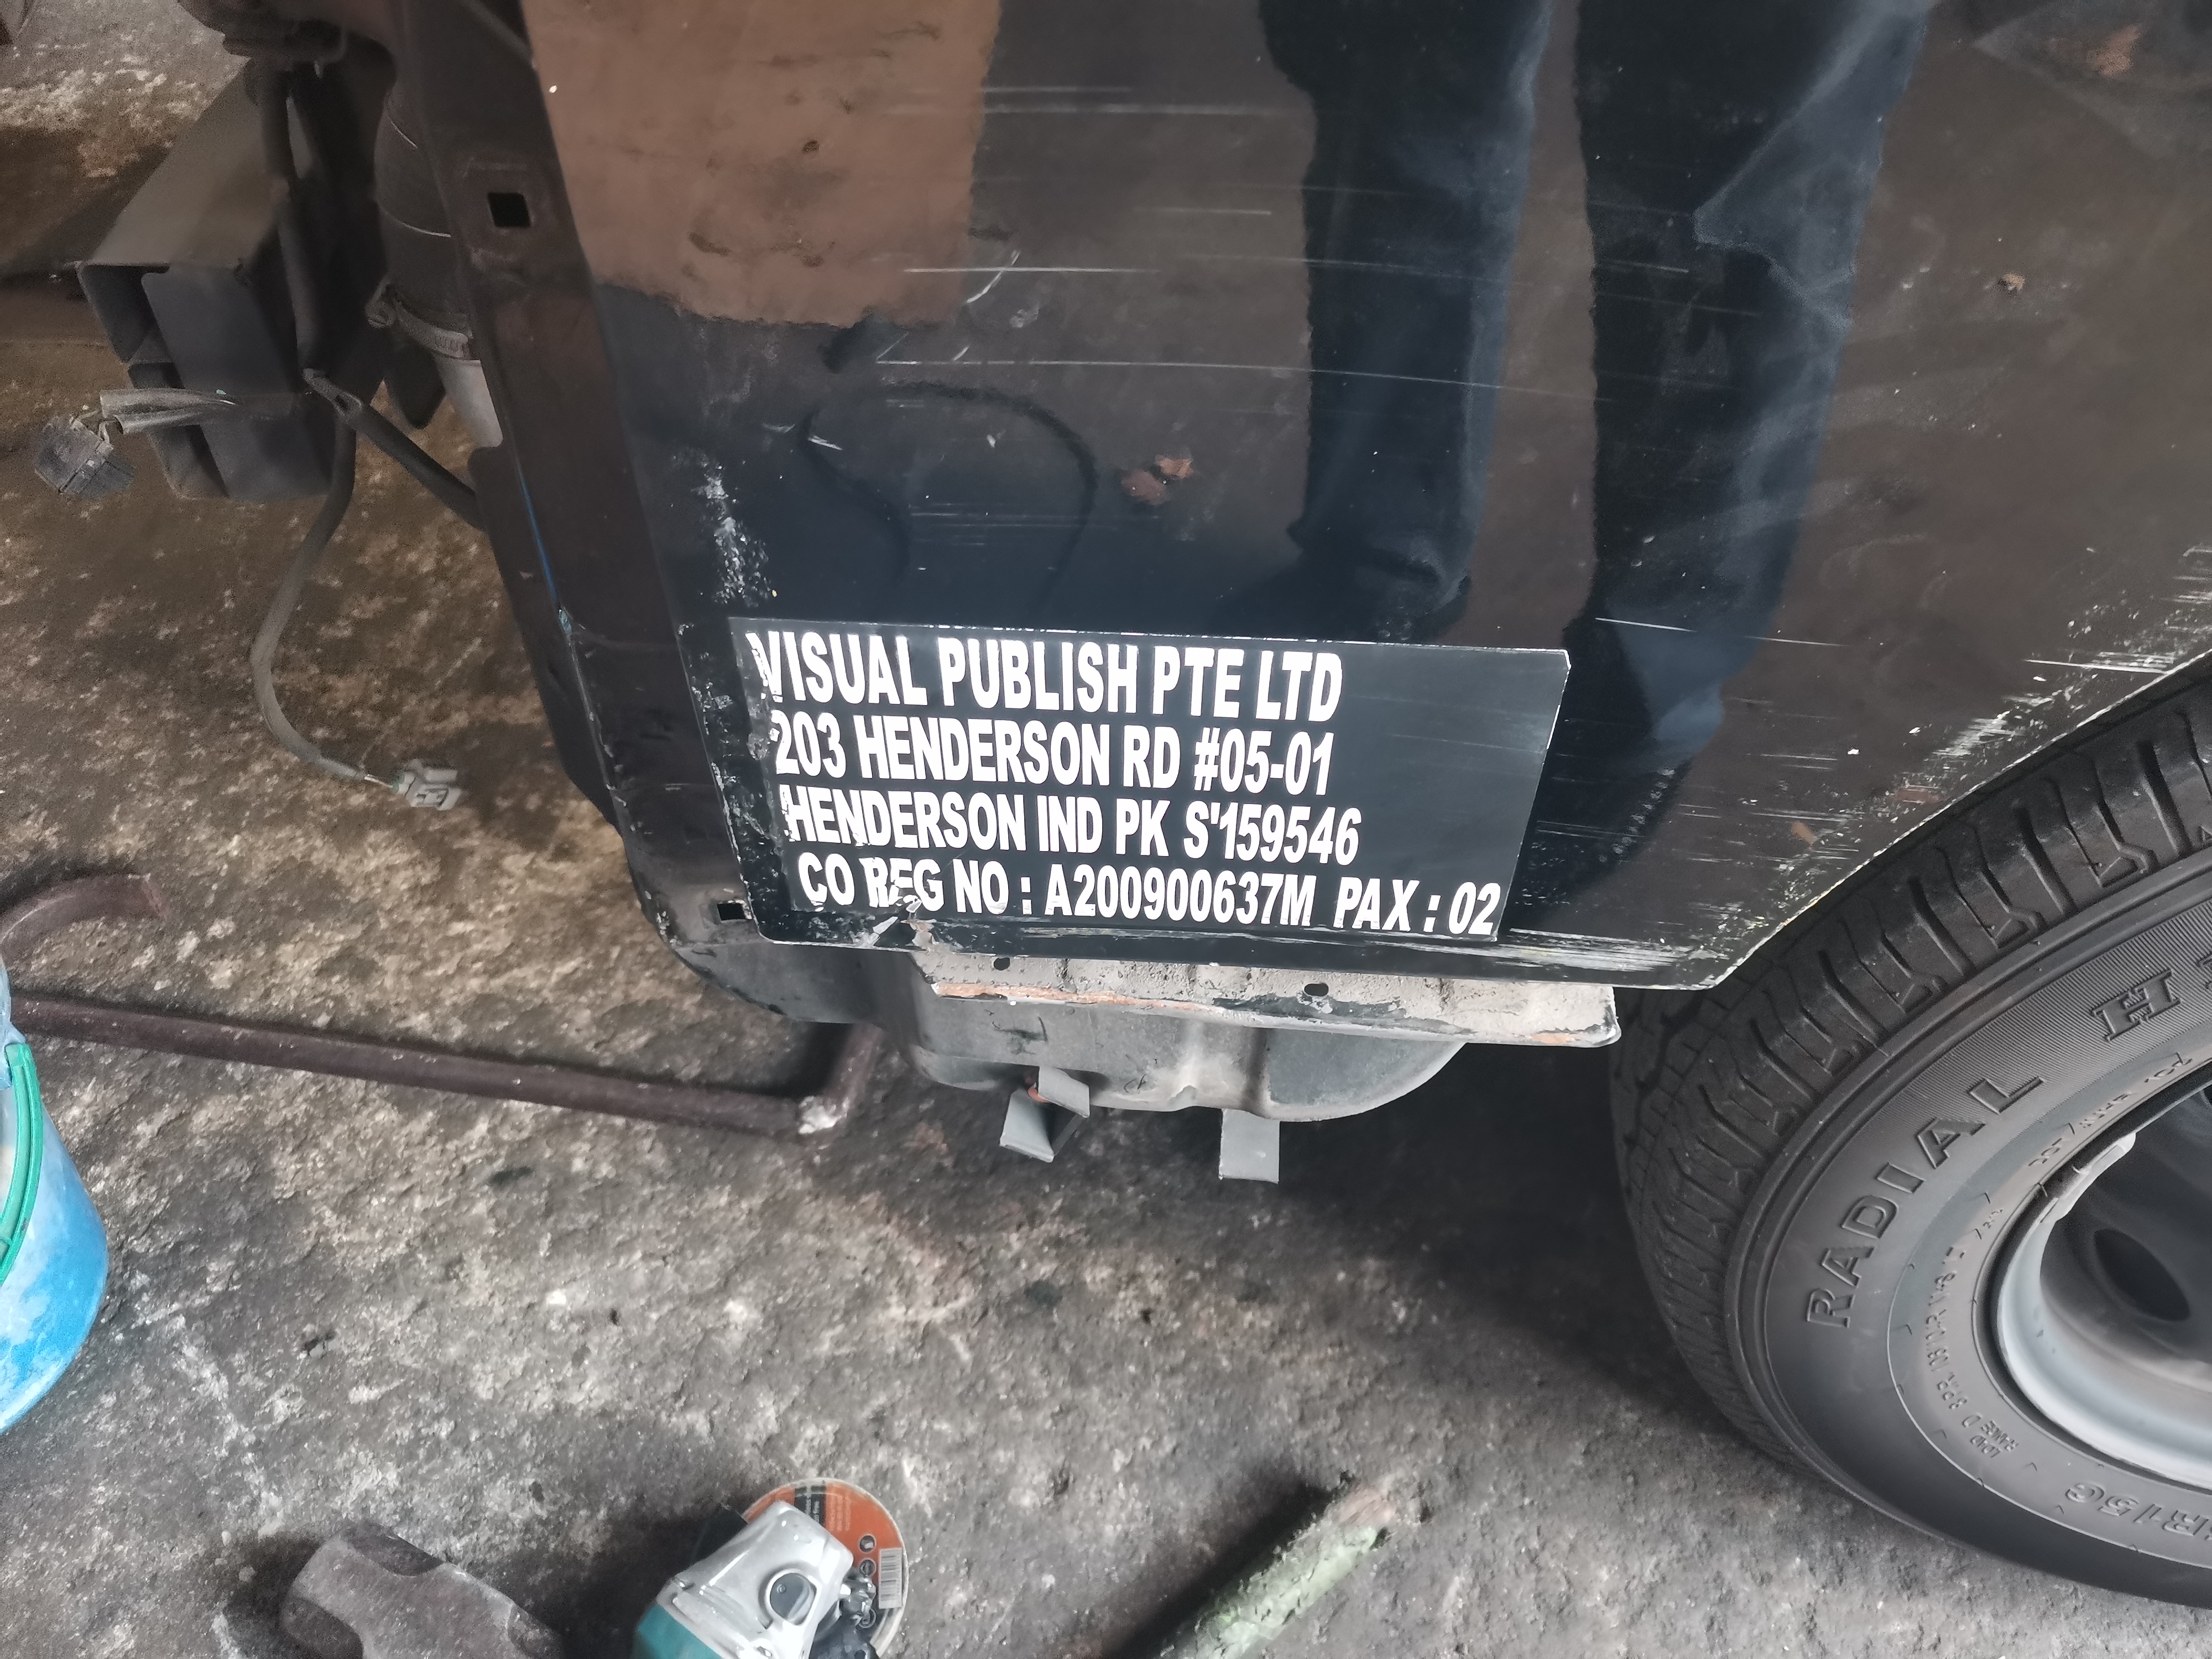 VISUAL PUBLISH PTE LTD
203 HENDERSON RD #05-01
HENDERSON IND PK S'159546
CO REG NO : A200900637M PAX : 02
RADIAL
R15C